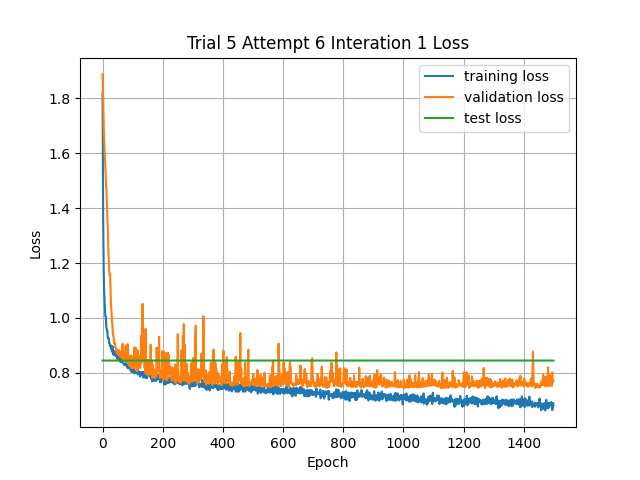 Trial 5 Attempt 6 Interation 1 Loss
training loss
validation loss
test loss
1.8
1.6
1.4
1.2
1.0
0.8
Loss
0
200
400
600
800
1000
1200
1400
Epoch